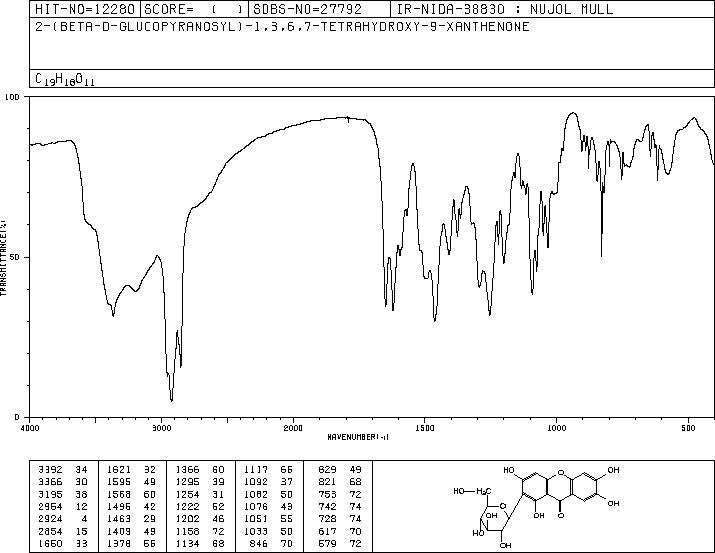 HIT-NO=12280 SCORE= ( ) SDBS-NO=27792 IR-NIDA-38830 : NUJOL MULL
2-(BETA-D-GLUCOPYRANOSYL)-1,3,6,7-TETRAHYDROXY-9-XANTHENONE
C19H18O11
100
50
0
TRANSMITTANCE(%)
4000 3000 2000 1500 1000 500
WAVENUMBER(-1)
3392 34 1621 32 1366 60 1117 66 829 49
3366 30 1595 49 1295 39 1092 37 821 68
3195 38 1568 60 1254 31 1082 50 753 72
2954 12 1496 42 1222 52 1076 43 742 74
2924 4 1463 29 1202 46 1051 55 728 74
2854 15 1409 49 1158 72 1033 50 617 70
1650 33 1378 55 1134 68 846 70 579 72
HO O OH
HO H2C
O
OH
OH OH O OH
HO
OH